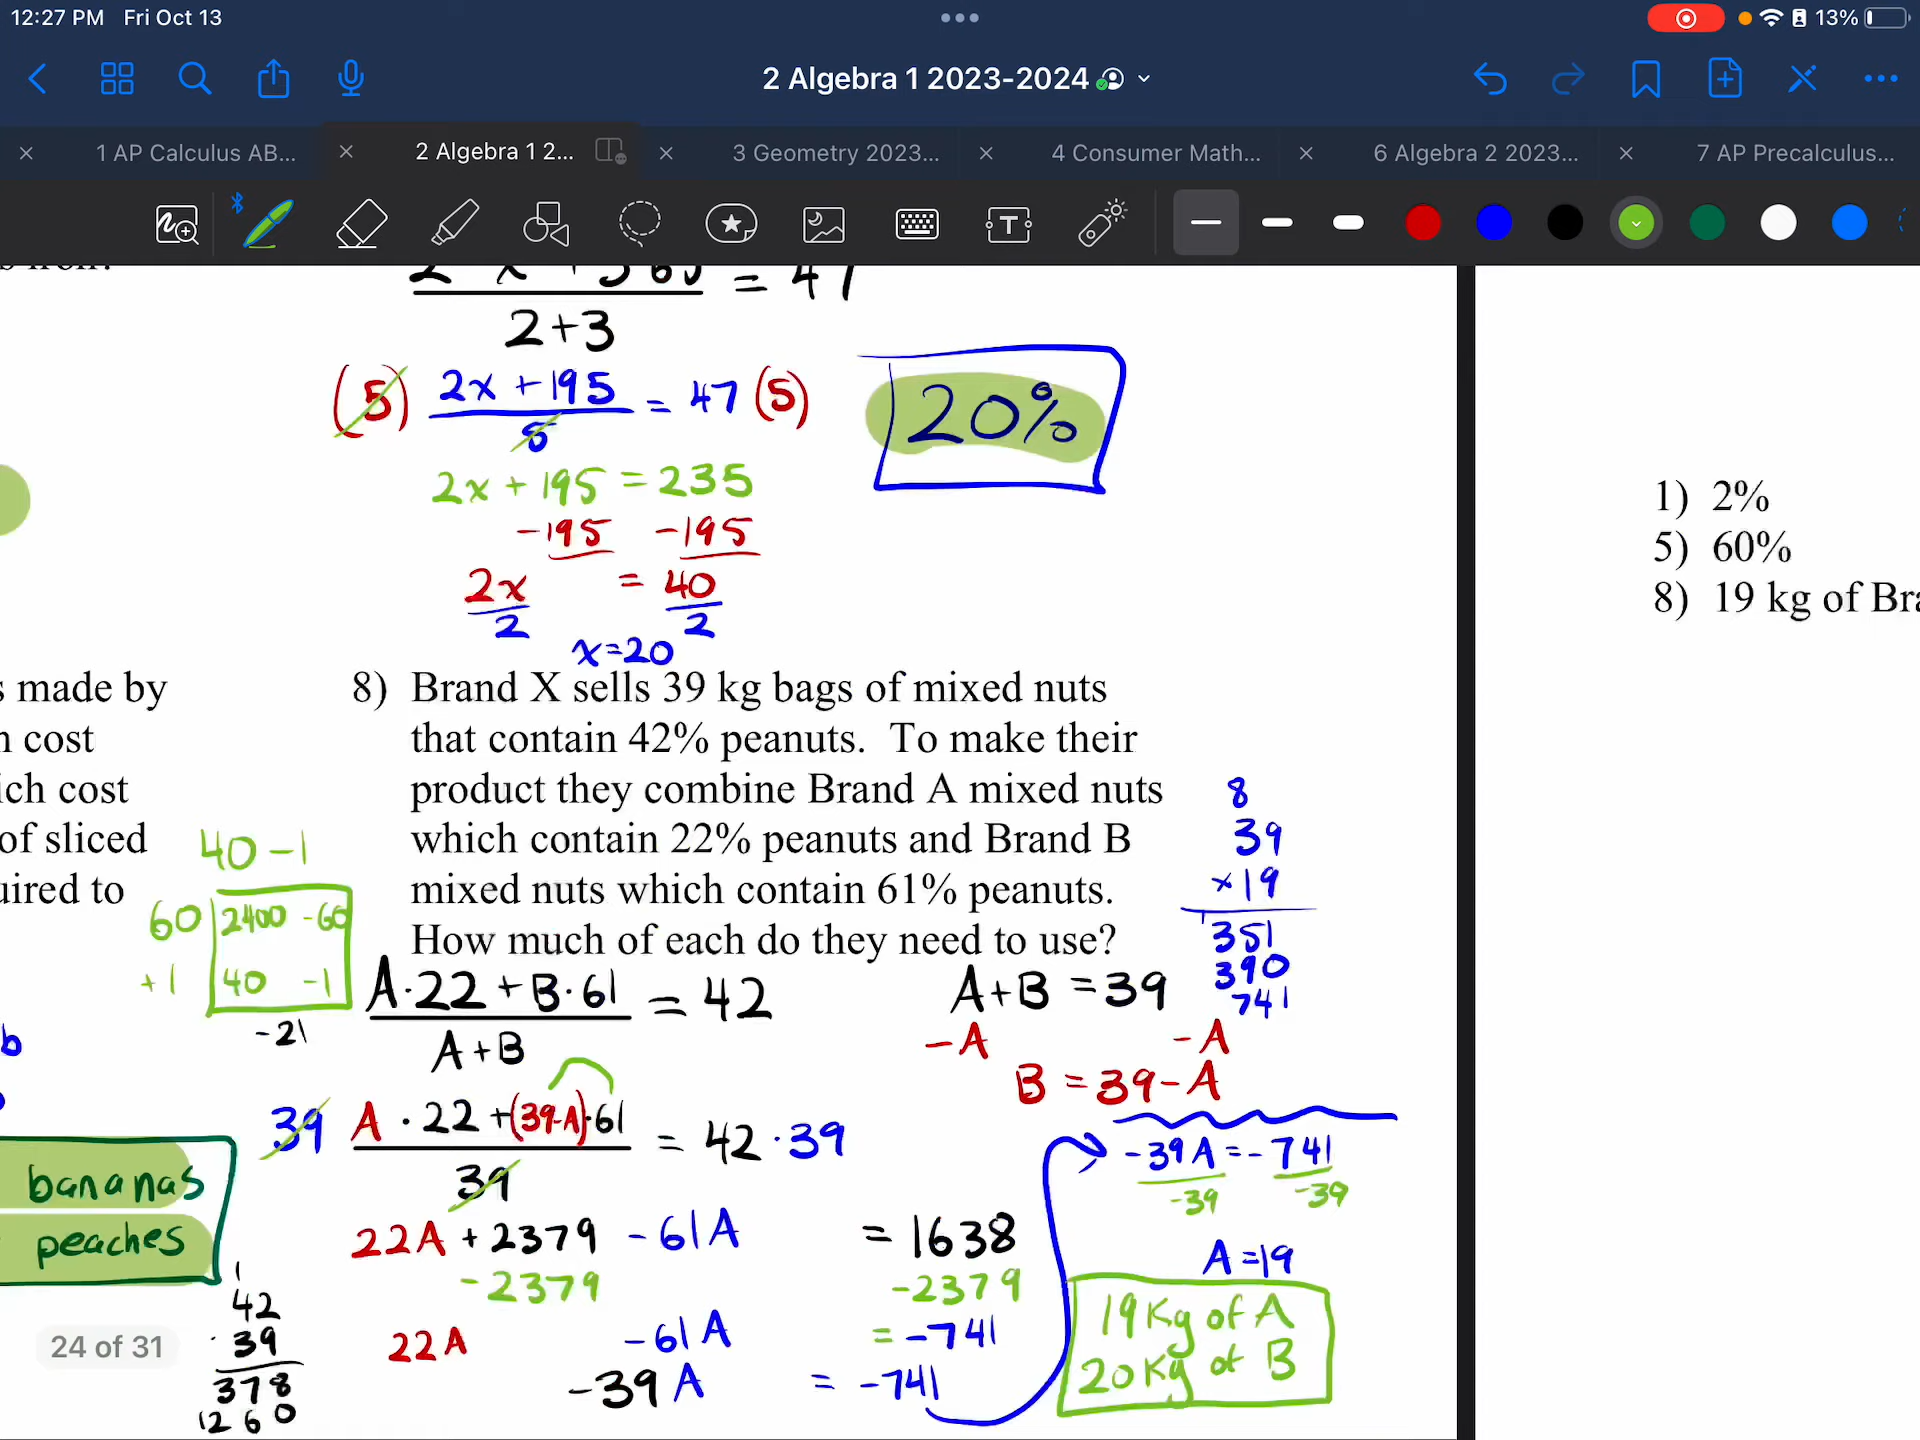 12:27 PM Fri Oct 13
13%
2 Algebra 1 2023-2024
1 AP Calculus AB...
2 Algebra 1 2...
3 Geometry 2023...
4 Consumer Math...
6 Algebra 2 2023...
7 AP Precalculus...
= 47
2+3
(5) 2x + 195 = 47 (5)
5
2x + 195 = 235
-195 -195
2x = 40
2 2
x=20
20%
1) 2%
5) 60%
8) 19 kg of Bra
s made by
cost
ich cost
of sliced
uired to
8) Brand X sells 39 kg bags of mixed nuts
that contain 42% peanuts. To make their
product they combine Brand A mixed nuts
which contain 22% peanuts and Brand B
mixed nuts which contain 61% peanuts.
How much of each do they need to use?
8
39
×19
351
390
741
40 -1
60 2400 -60
+1 40 -1
-21
b
A·22 + B·61 = 42
A+B
A+B = 39
-A -A
B = 39-A
39 A · 22 + (39-A)·61 = 42·39
39
22A + 2379 - 61A = 1638
-2379 -2379
22A -61A = -741
-39A = -741
-39A = -741
-39 -39
A=19
19 Kg of A
20 Kg of B
bananas
peaches
1
42
· 39
378
1260
24 of 31